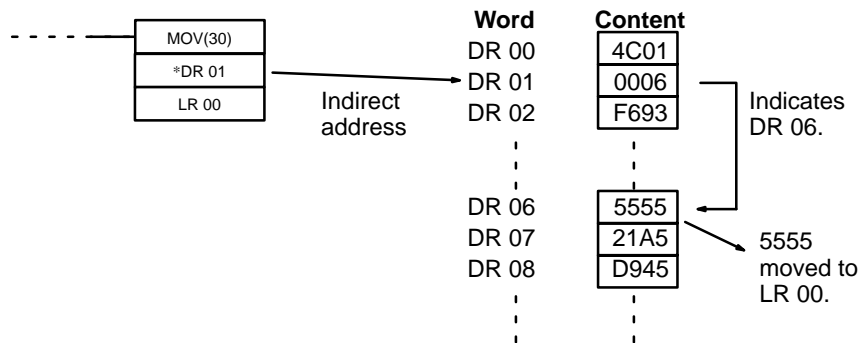 MOV(30)
*DR 01
LR 00
Indirect
address
Word Content
DR 00 4C01
DR 01 0006
DR 02 F693
Indicates
DR 06.
DR 06 5555
DR 07 21A5
DR 08 D945
5555
moved to
LR 00.